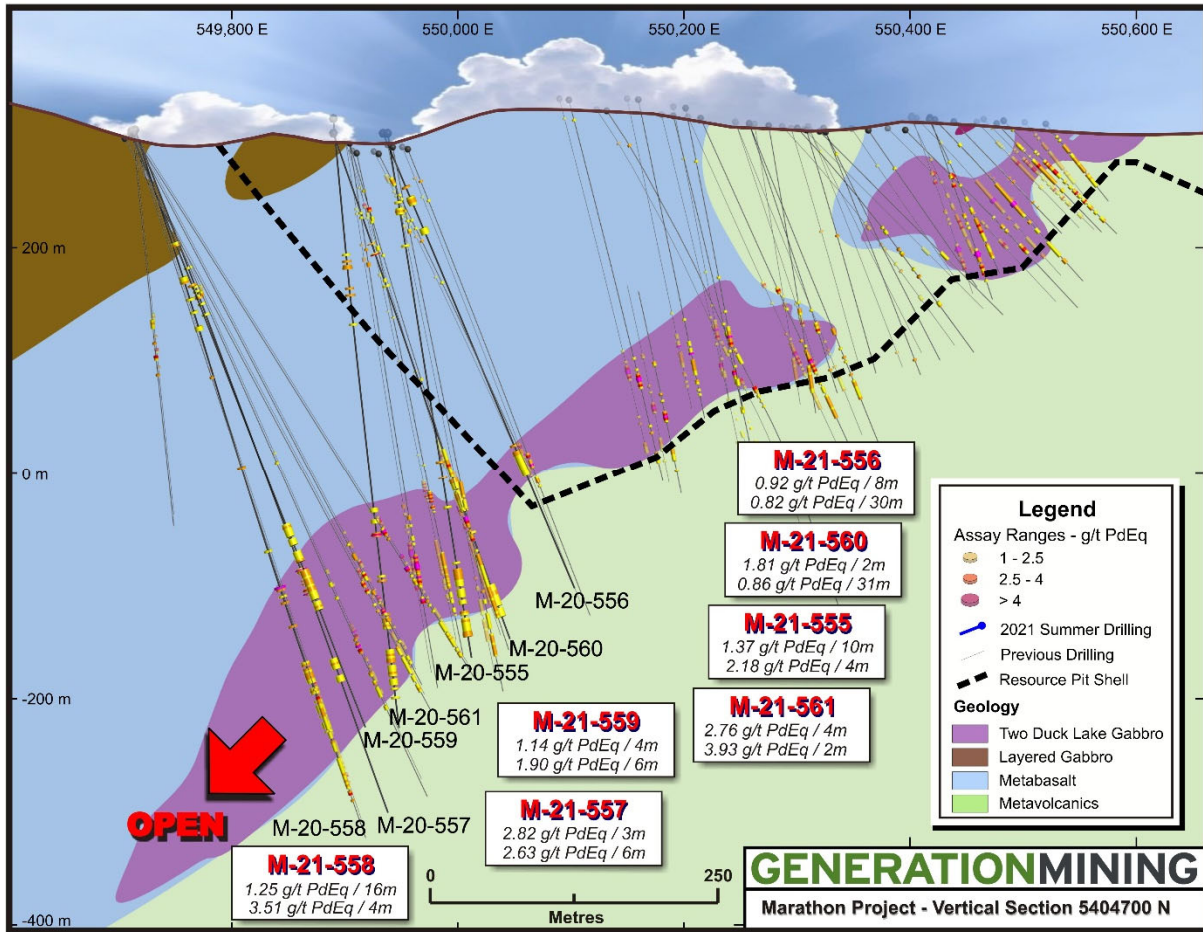 549,800 E
550,000 E
550,200 E
550,400 E
550,600 E
200 m
0 m
-200 m
-400 m
M-21-556
0.92 g/t PdEq / 8m
0.82 g/t PdEq / 30m
M-21-560
1.81 g/t PdEq / 2m
0.86 g/t PdEq / 31m
M-21-555
1.37 g/t PdEq / 10m
2.18 g/t PdEq / 4m
M-21-561
2.76 g/t PdEq / 4m
3.93 g/t PdEq / 2m
M-21-559
1.14 g/t PdEq / 4m
1.90 g/t PdEq / 6m
M-21-557
2.82 g/t PdEq / 3m
2.63 g/t PdEq / 6m
M-21-558
1.25 g/t PdEq / 16m
3.51 g/t PdEq / 4m
M-20-556
M-20-560
M-20-555
M-20-561
M-20-559
M-20-557
M-20-558
OPEN
Legend
Assay Ranges - g/t PdEq
1 - 2.5
2.5 - 4
> 4
2021 Summer Drilling
Previous Drilling
Resource Pit Shell
Geology
Two Duck Lake Gabbro
Layered Gabbro
Metabasalt
Metavolcanics
0 250
Metres
GENERATIONMINING
Marathon Project - Vertical Section 5404700 N